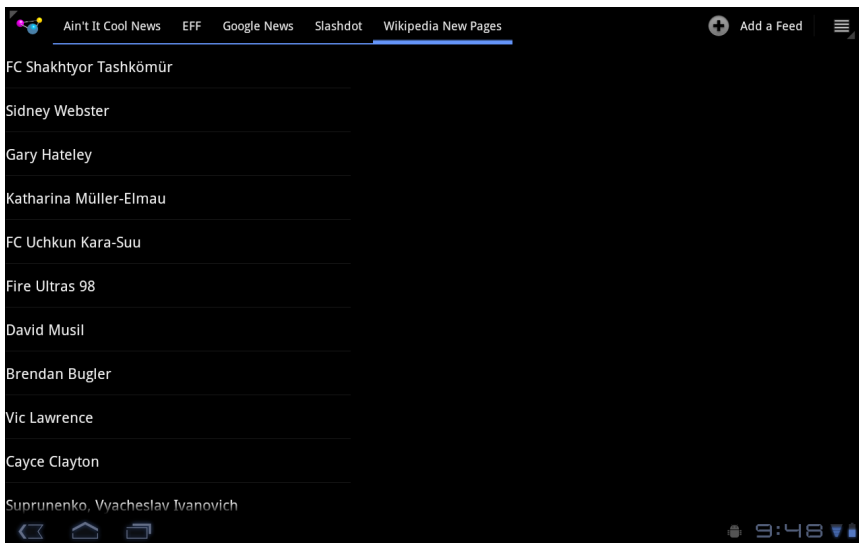 Ain't It Cool News EFF Google News Slashdot Wikipedia New Pages Add a Feed
FC Shakhtyor Tashkömür
Sidney Webster
Gary Hateley
Katharina Müller-Elmau
FC Uchkun Kara-Suu
Fire Ultras 98
David Musil
Brendan Bugler
Vic Lawrence
Cayce Clayton
Suprunenko, Vyacheslav Ivanovich
9:48